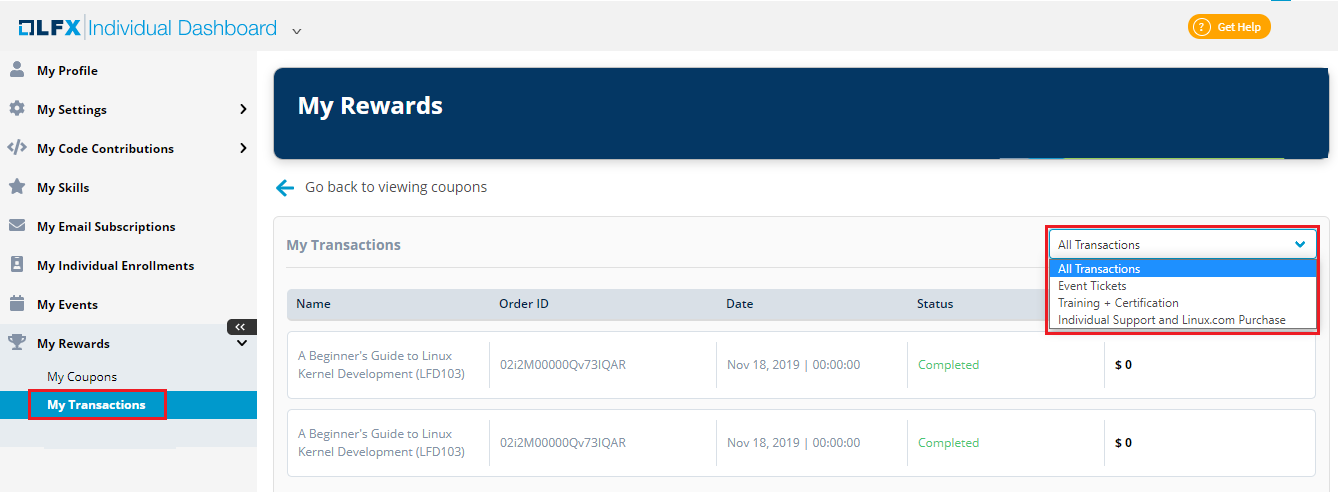 LFX Individual Dashboard
Get Help
My Profile
My Settings
My Code Contributions
My Skills
My Email Subscriptions
My Individual Enrollments
My Events
My Rewards
My Coupons
My Transactions
My Rewards
Go back to viewing coupons
My Transactions
All Transactions
All Transactions
Event Tickets
Training + Certification
Individual Support and Linux.com Purchase
Name Order ID Date Status
A Beginner's Guide to Linux
Kernel Development (LFD103)
02i2M00000Qv73IQAR
Nov 18, 2019 | 00:00:00
Completed
$ 0
A Beginner's Guide to Linux
Kernel Development (LFD103)
02i2M00000Qv73IQAR
Nov 18, 2019 | 00:00:00
Completed
$ 0